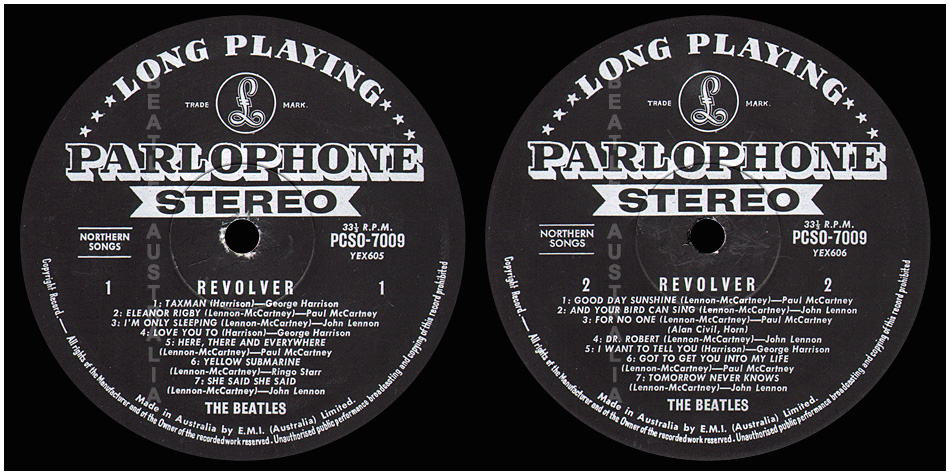 LONG PLAYING
TRADE £ MARK.
PARLOPHONE
STEREO
33⅓ R.P.M.
NORTHERN
SONGS
PCSO-7009
YEX605
1 REVOLVER 1
1: TAXMAN (Harrison)—George Harrison
2: ELEANOR RIGBY (Lennon-McCartney)—Paul McCartney
3: I'M ONLY SLEEPING (Lennon-McCartney)—John Lennon
4: LOVE YOU TO (Harrison)—George Harrison
5: HERE, THERE AND EVERYWHERE
(Lennon-McCartney)—Paul McCartney
6: YELLOW SUBMARINE
(Lennon-McCartney)—Ringo Starr
7: SHE SAID SHE SAID
(Lennon-McCartney)—John Lennon
THE BEATLES
Made in Australia by E.M.I. (Australia) Limited.
Copyright Record.— All rights of the Manufacturer and of the Owner of the recorded work reserved. Unauthorised public performance broadcasting and copying of this record prohibited
BEATLES AUSTRALIA
LONG PLAYING
TRADE £ MARK.
PARLOPHONE
STEREO
33⅓ R.P.M.
NORTHERN
SONGS
PCSO-7009
YEX606
2 REVOLVER 2
1: GOOD DAY SUNSHINE (Lennon-McCartney)—Paul McCartney
2: AND YOUR BIRD CAN SING (Lennon-McCartney)—John Lennon
3: FOR NO ONE (Lennon-McCartney)—Paul McCartney
(Alan Civil, Horn)
4: DR. ROBERT (Lennon-McCartney)—John Lennon
5: I WANT TO TELL YOU (Harrison)—George Harrison
6: GOT TO GET YOU INTO MY LIFE
(Lennon-McCartney)—Paul McCartney
7: TOMORROW NEVER KNOWS
(Lennon-McCartney)—John Lennon
THE BEATLES
Made in Australia by E.M.I. (Australia) Limited.
Copyright Record.— All rights of the Manufacturer and of the Owner of the recorded work reserved. Unauthorised public performance broadcasting and copying of this record prohibited
BEATLES AUSTRALIA